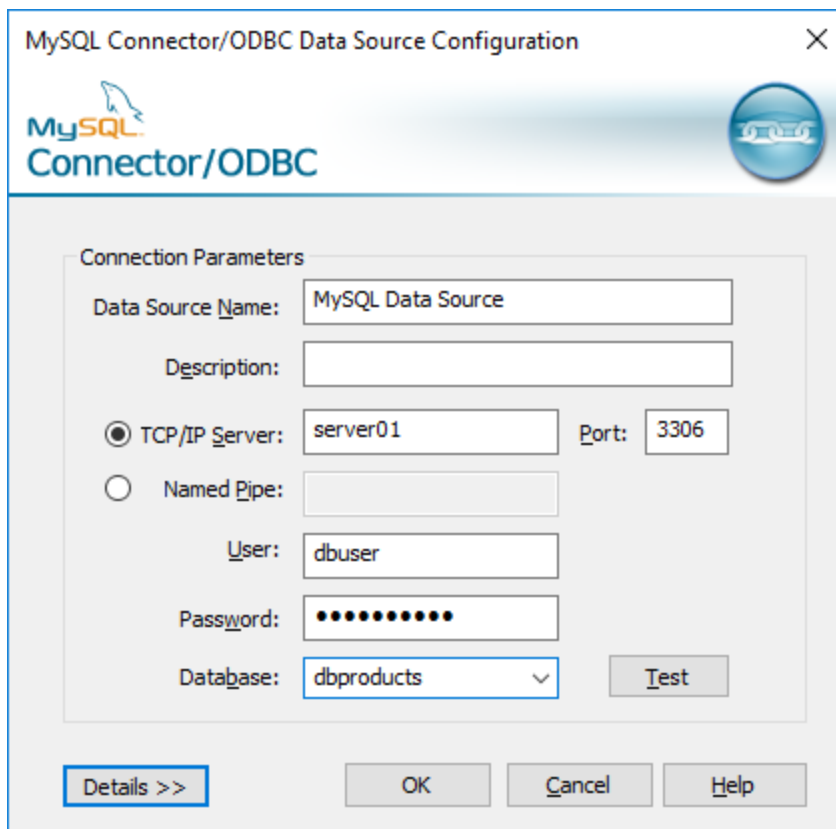 MySQL Connector/ODBC Data Source Configuration
MySQL
Connector/ODBC
Connection Parameters
Data Source Name: MySQL Data Source
Description:
TCP/IP Server: server01 Port: 3306
Named Pipe:
User: dbuser
Password: ••••••••••
Database: dbproducts Test
Details >> OK Cancel Help